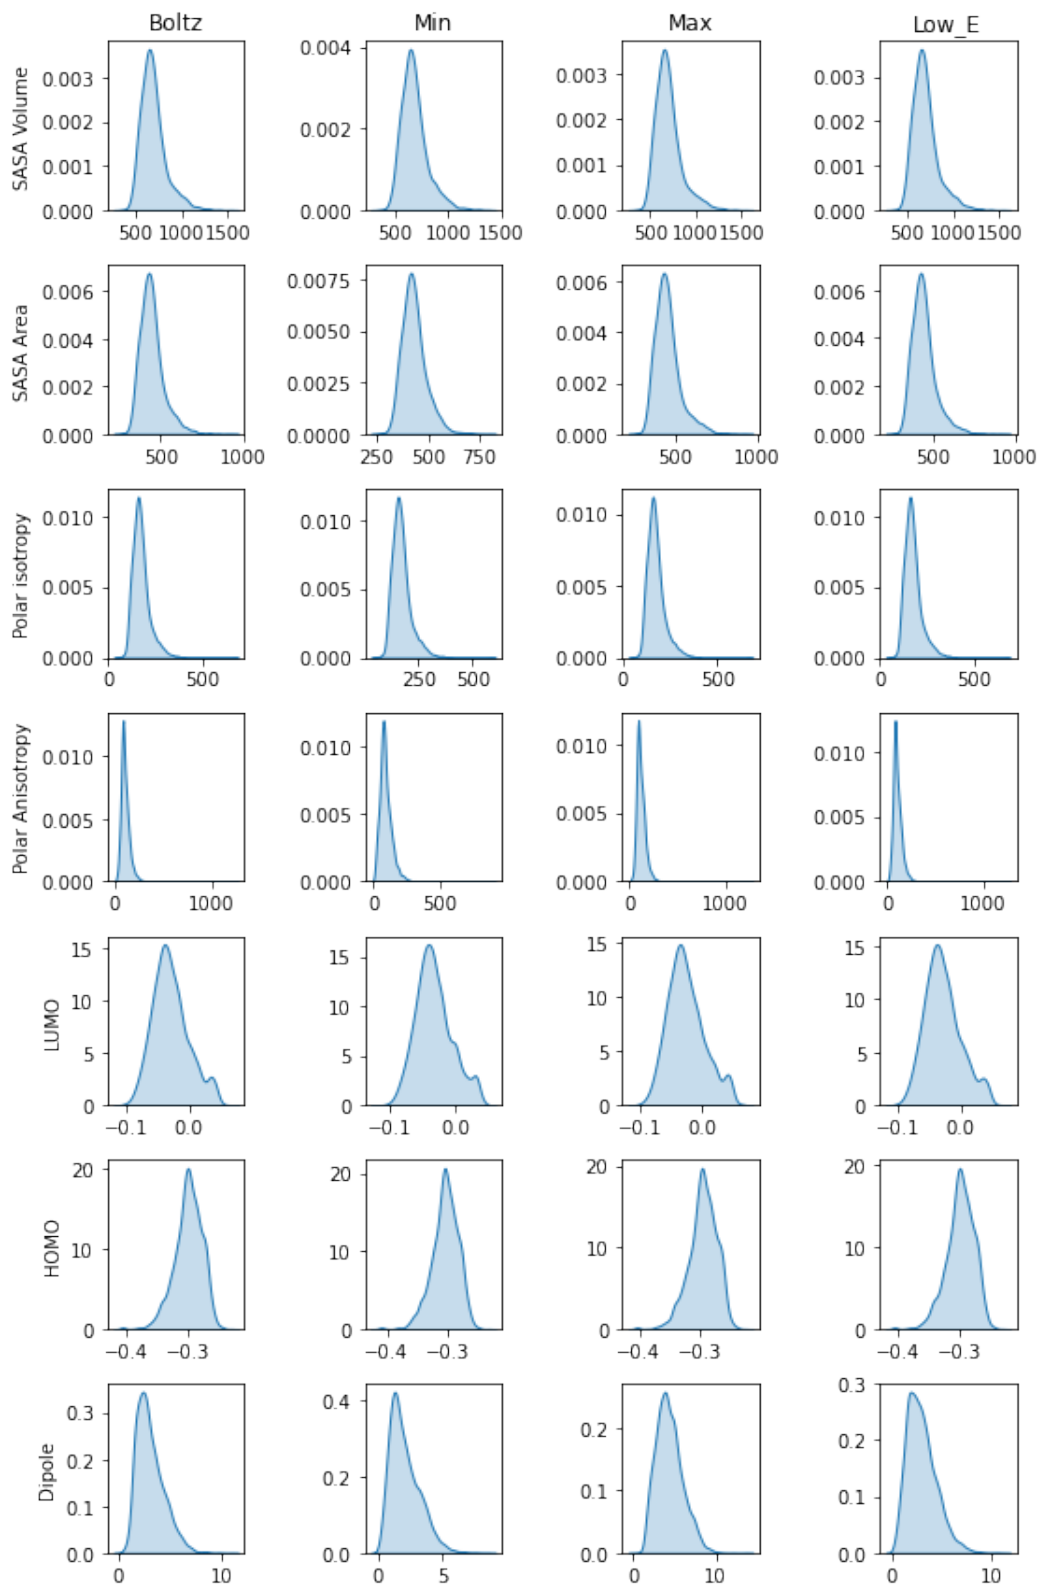 Boltz Min Max Low_E
SASA Volume
0.003 0.002 0.001 0.000
500 1000 1500
0.004 0.002 0.000
500 1000 1500
0.003 0.002 0.001 0.000
500 1000 1500
0.003 0.002 0.001 0.000
500 1000 1500
SASA Area
0.006 0.004 0.002 0.000
500 1000
0.0075 0.0050 0.0025 0.0000
250 500 750
0.006 0.004 0.002 0.000
500 1000
0.006 0.004 0.002 0.000
500 1000
Polar isotropy
0.010 0.005 0.000
0 500
0.010 0.005 0.000
250 500
0.010 0.005 0.000
0 500
0.010 0.005 0.000
0 500
Polar Anisotropy
0.010 0.005 0.000
0 1000
0.010 0.005 0.000
0 500
0.010 0.005 0.000
0 1000
0.010 0.005 0.000
0 1000
LUMO
15 10 5 0
−0.1 0.0
15 10 5 0
−0.1 0.0
15 10 5 0
−0.1 0.0
15 10 5 0
−0.1 0.0
HOMO
20 10 0
−0.4 −0.3
20 10 0
−0.4 −0.3
20 10 0
−0.4 −0.3
20 10 0
−0.4 −0.3
Dipole
0.3 0.2 0.1 0.0
0 10
0.4 0.2 0.0
0 5
0.2 0.1 0.0
0 10
0.3 0.2 0.1 0.0
0 10